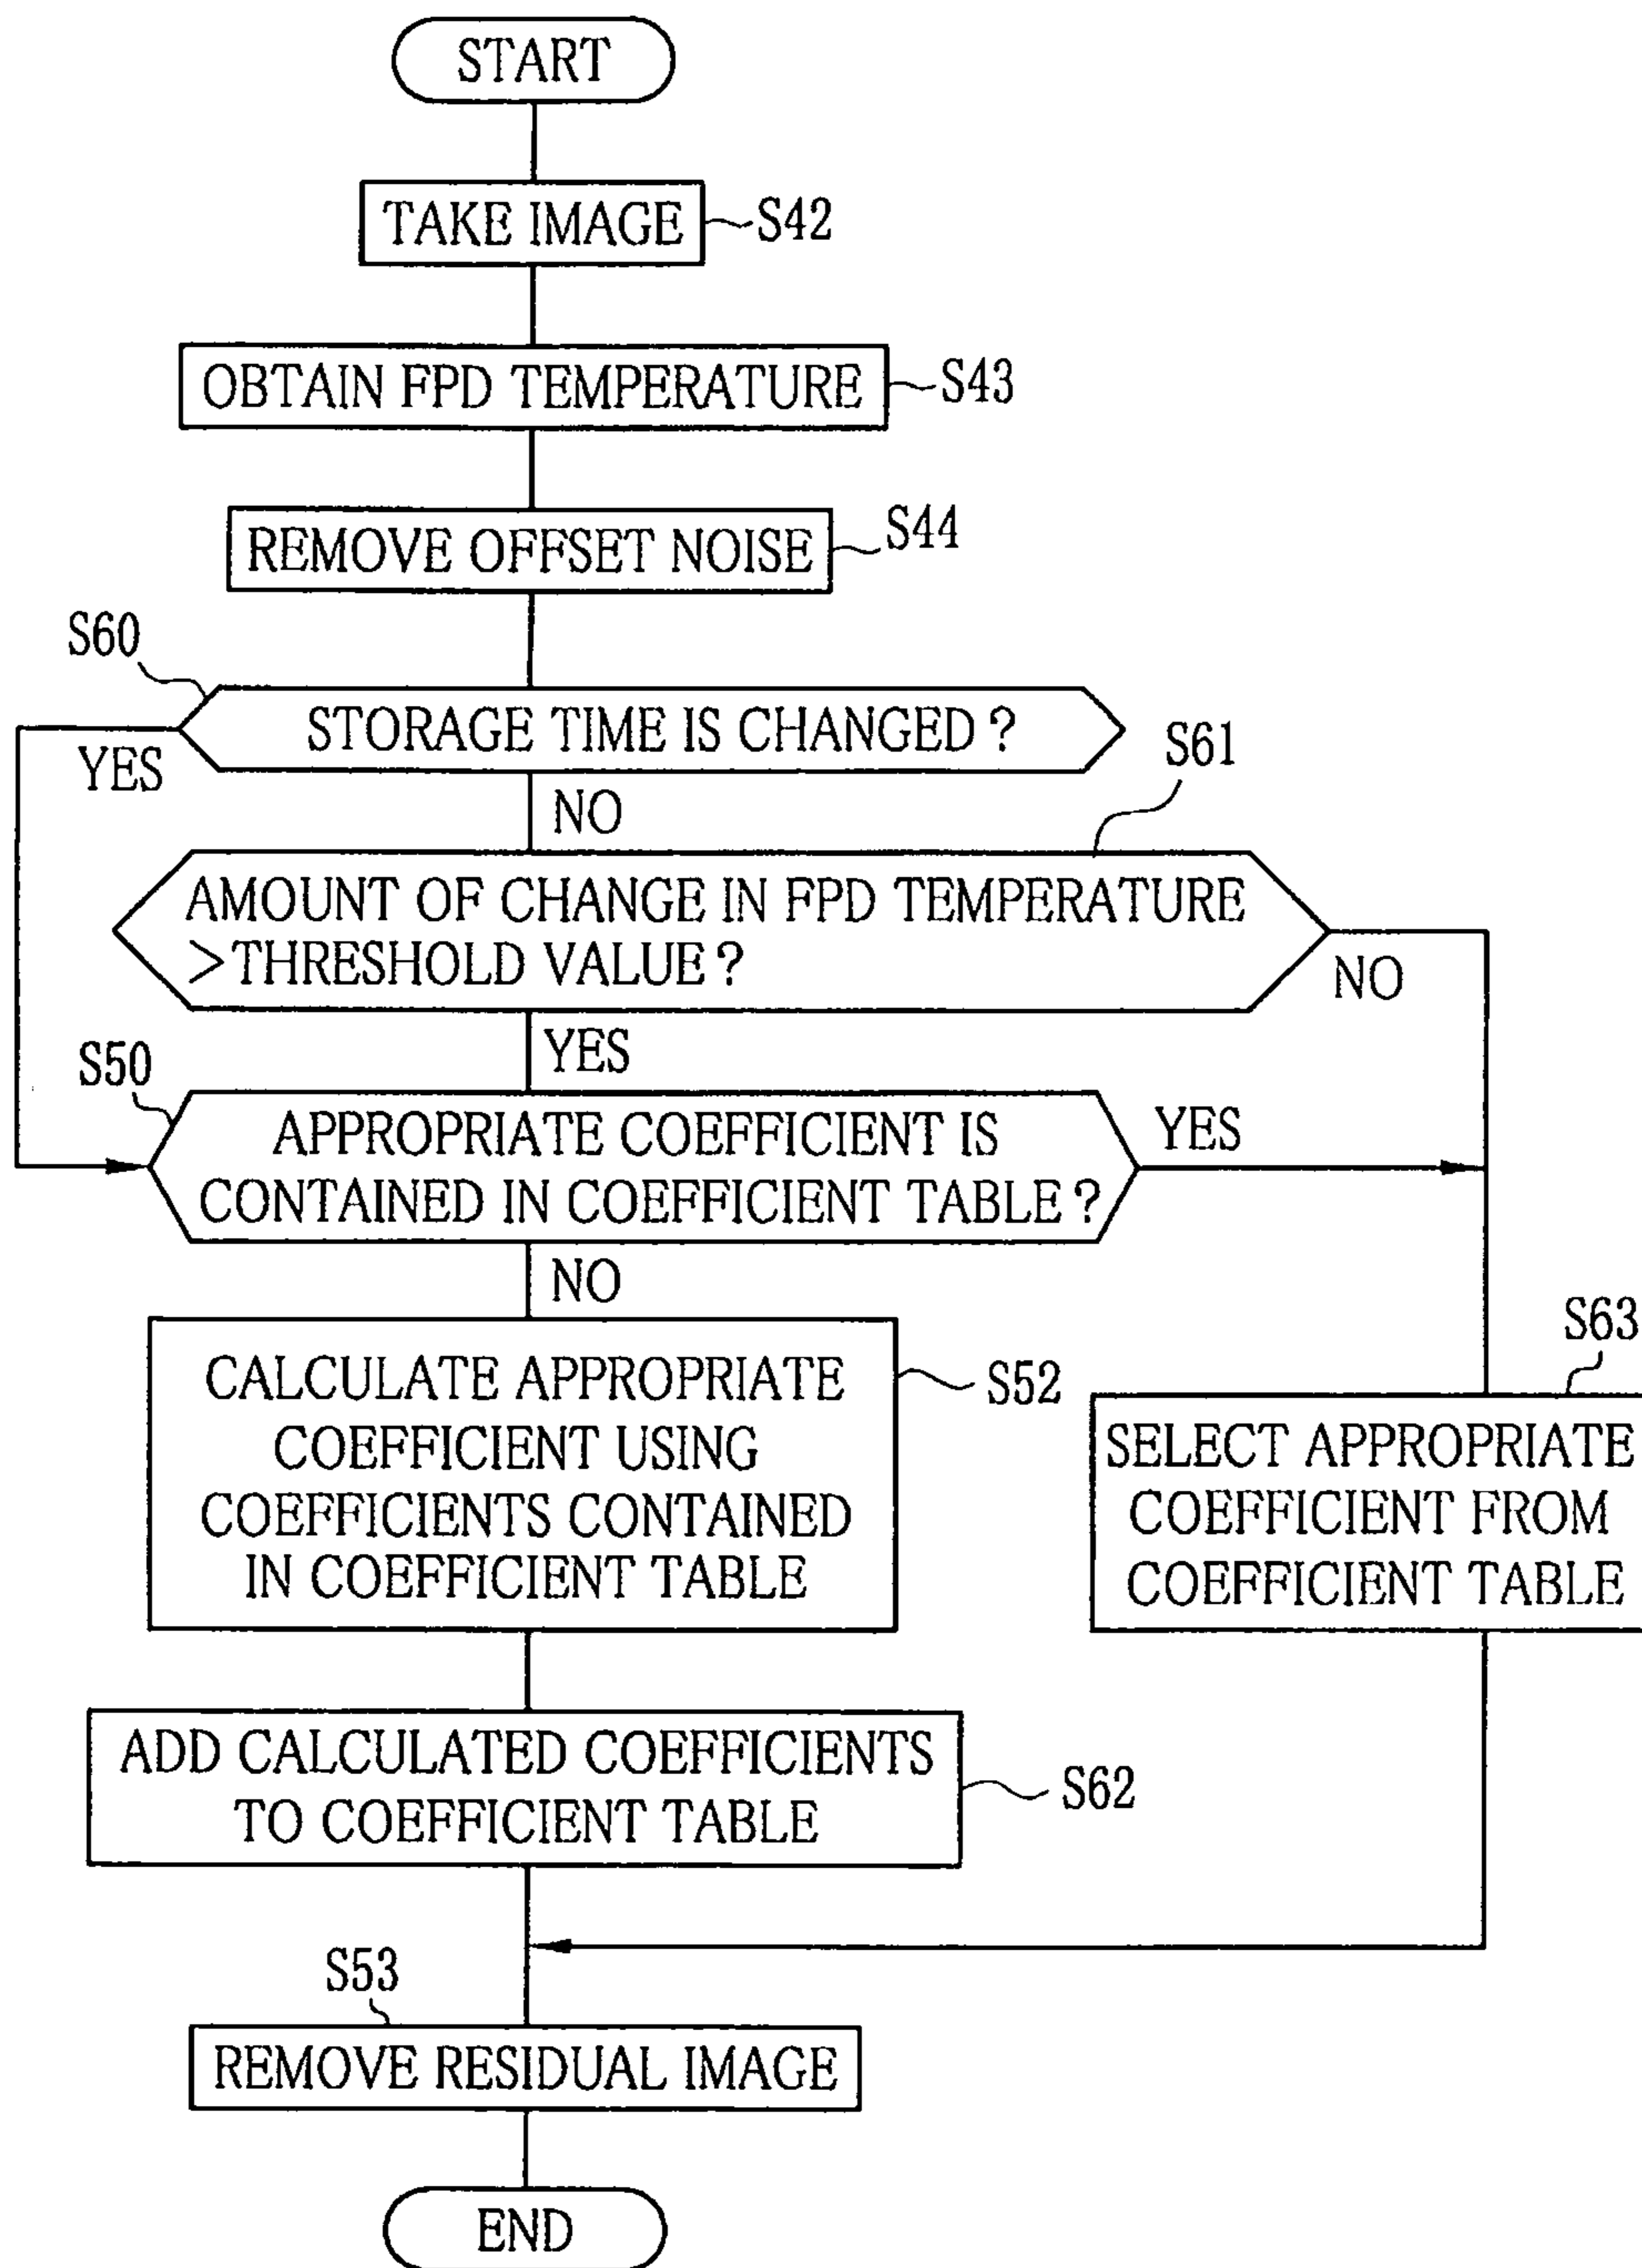 START
TAKE IMAGE
S42
OBTAIN FPD TEMPERATURE
S43
REMOVE OFFSET NOISE
S44
S60
STORAGE TIME IS CHANGED?
YES
NO
S61
AMOUNT OF CHANGE IN FPD TEMPERATURE
>THRESHOLD VALUE?
NO
YES
S50
APPROPRIATE COEFFICIENT IS
CONTAINED IN COEFFICIENT TABLE?
YES
NO
CALCULATE APPROPRIATE
COEFFICIENT USING
COEFFICIENTS CONTAINED
IN COEFFICIENT TABLE
S52
S63
SELECT APPROPRIATE
COEFFICIENT FROM
COEFFICIENT TABLE
ADD CALCULATED COEFFICIENTS
TO COEFFICIENT TABLE
S62
S53
REMOVE RESIDUAL IMAGE
END